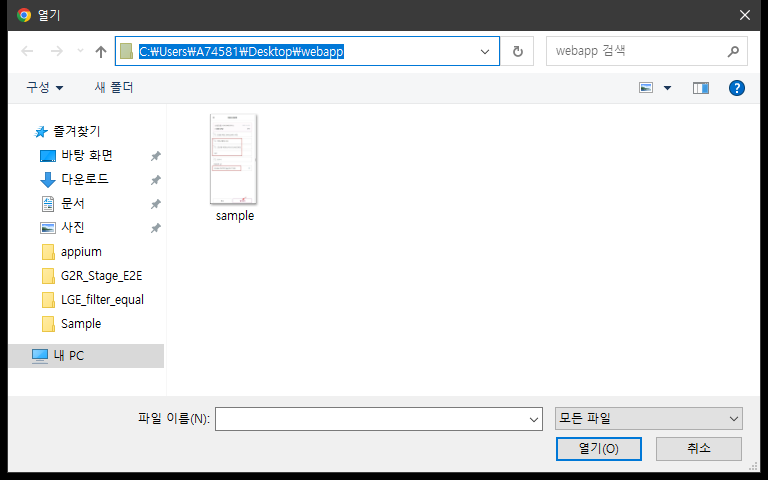 열기
C:₩Users₩A74581₩Desktop₩webapp
webapp 검색
구성
새 폴더
?
즐겨찾기
바탕 화면
다운로드
문서
사진
appium
G2R_Stage_E2E
LGE_filter_equal
Sample
내 PC
sample
파일 이름(N):
모든 파일
열기(O)
취소